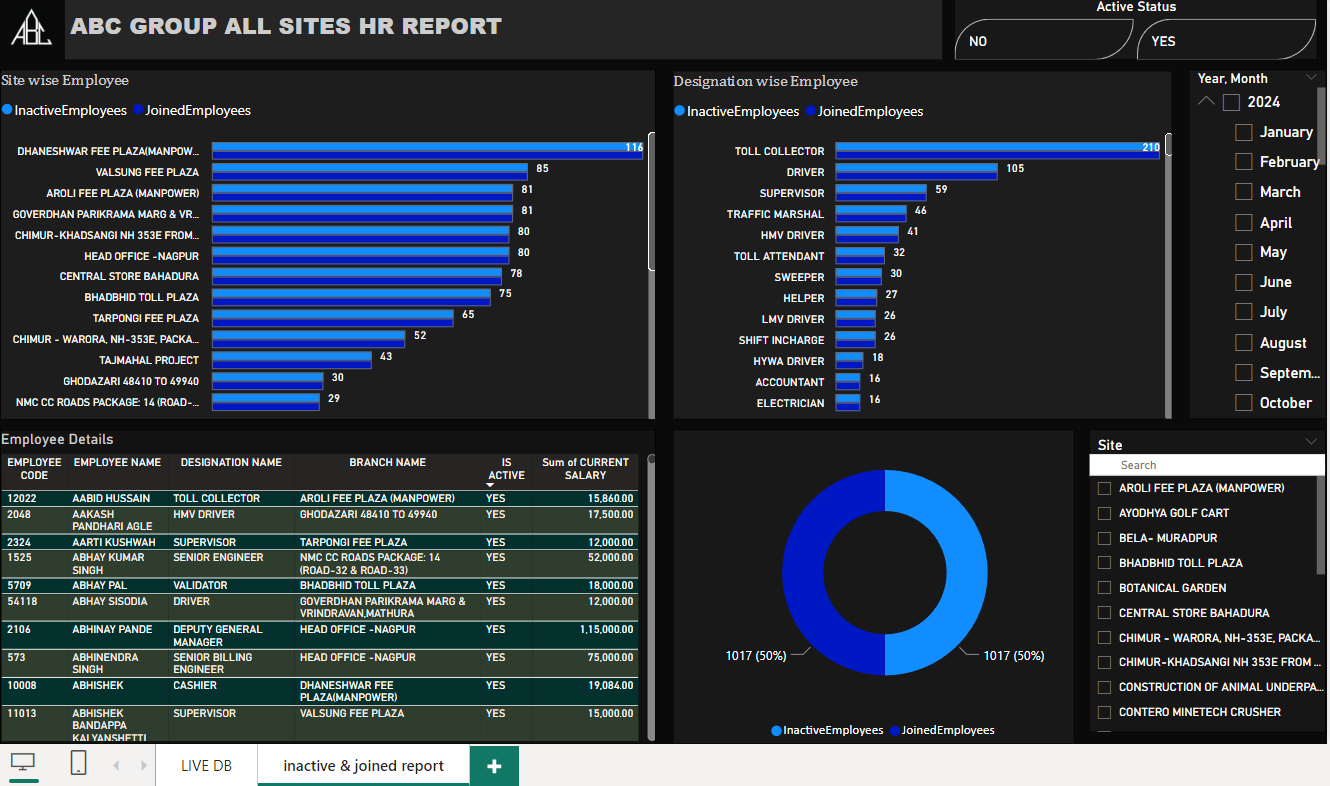 ABL
ABC GROUP ALL SITES HR REPORT
Active Status
NO
YES
Site wise Employee
InactiveEmployees JoinedEmployees
DHANESHWAR FEE PLAZA(MANPOW... 116
VALSUNG FEE PLAZA 85
AROLI FEE PLAZA (MANPOWER) 81
GOVERDHAN PARIKRAMA MARG & VR... 81
CHIMUR-KHADSANGI NH 353E FROM... 80
HEAD OFFICE -NAGPUR 80
CENTRAL STORE BAHADURA 78
BHADBHID TOLL PLAZA 75
TARPONGI FEE PLAZA 65
CHIMUR - WARORA, NH-353E, PACKA... 52
TAJMAHAL PROJECT 43
GHODAZARI 48410 TO 49940 30
NMC CC ROADS PACKAGE: 14 (ROAD-... 29
Designation wise Employee
InactiveEmployees JoinedEmployees
TOLL COLLECTOR 210
DRIVER 105
SUPERVISOR 59
TRAFFIC MARSHAL 46
HMV DRIVER 41
TOLL ATTENDANT 32
SWEEPER 30
HELPER 27
LMV DRIVER 26
SHIFT INCHARGE 26
HYWA DRIVER 18
ACCOUNTANT 16
ELECTRICIAN 16
Year, Month
2024
January
February
March
April
May
June
July
August
Septem...
October
Employee Details
EMPLOYEE CODE EMPLOYEE NAME DESIGNATION NAME BRANCH NAME IS ACTIVE Sum of CURRENT SALARY
12022 AABID HUSSAIN TOLL COLLECTOR AROLI FEE PLAZA (MANPOWER) YES 15,860.00
2048 AAKASH PANDHARI AGLE HMV DRIVER GHODAZARI 48410 TO 49940 YES 17,500.00
2324 AARTI KUSHWAH SUPERVISOR TARPONGI FEE PLAZA YES 12,000.00
1525 ABHAY KUMAR SINGH SENIOR ENGINEER NMC CC ROADS PACKAGE: 14 (ROAD-32 & ROAD-33) YES 52,000.00
5709 ABHAY PAL VALIDATOR BHADBHID TOLL PLAZA YES 18,000.00
54118 ABHAY SISODIA DRIVER GOVERDHAN PARIKRAMA MARG & VRINDRAVAN,MATHURA YES 12,000.00
2106 ABHINAY PANDE DEPUTY GENERAL MANAGER HEAD OFFICE -NAGPUR YES 1,15,000.00
573 ABHINENDRA SINGH SENIOR BILLING ENGINEER HEAD OFFICE -NAGPUR YES 75,000.00
10008 ABHISHEK CASHIER DHANESHWAR FEE PLAZA(MANPOWER) YES 19,084.00
11013 ABHISHEK BANDAPPA KALYANSHETTI SUPERVISOR VALSUNG FEE PLAZA YES 15,000.00
1017 (50%)
1017 (50%)
InactiveEmployees JoinedEmployees
Site
Search
AROLI FEE PLAZA (MANPOWER)
AYODHYA GOLF CART
BELA- MURADPUR
BHADBHID TOLL PLAZA
BOTANICAL GARDEN
CENTRAL STORE BAHADURA
CHIMUR - WARORA, NH-353E, PACKA...
CHIMUR-KHADSANGI NH 353E FROM ...
CONSTRUCTION OF ANIMAL UNDERPA...
CONTERO MINETECH CRUSHER
LIVE DB
inactive & joined report